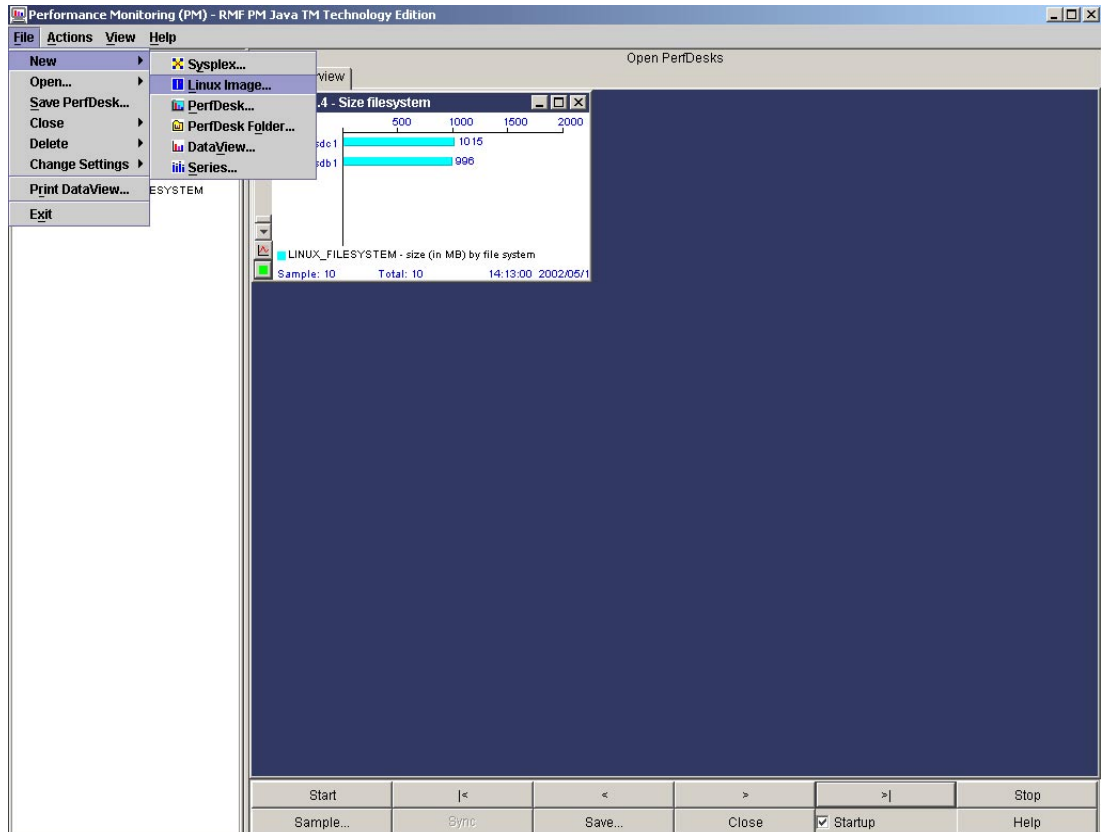 Performance Monitoring (PM) - RMF PM Java TM Technology Edition
File Actions View Help
Open PerfDesks
New
Open...
Save PerfDesk...
Close
Delete
Change Settings
Print DataView...
Exit
Sysplex...
Linux Image...
PerfDesk...
PerfDesk Folder...
DataView...
Series...
.4 - Size filesystem
500 1000 1500 2000
1015
996
LINUX_FILESYSTEM - size (in MB) by file system
Sample: 10 Total: 10 14:13:00 2002/05/1
ESYSTEM
Start |< < > >| Stop
Sample... Sync Save... Close Startup Help